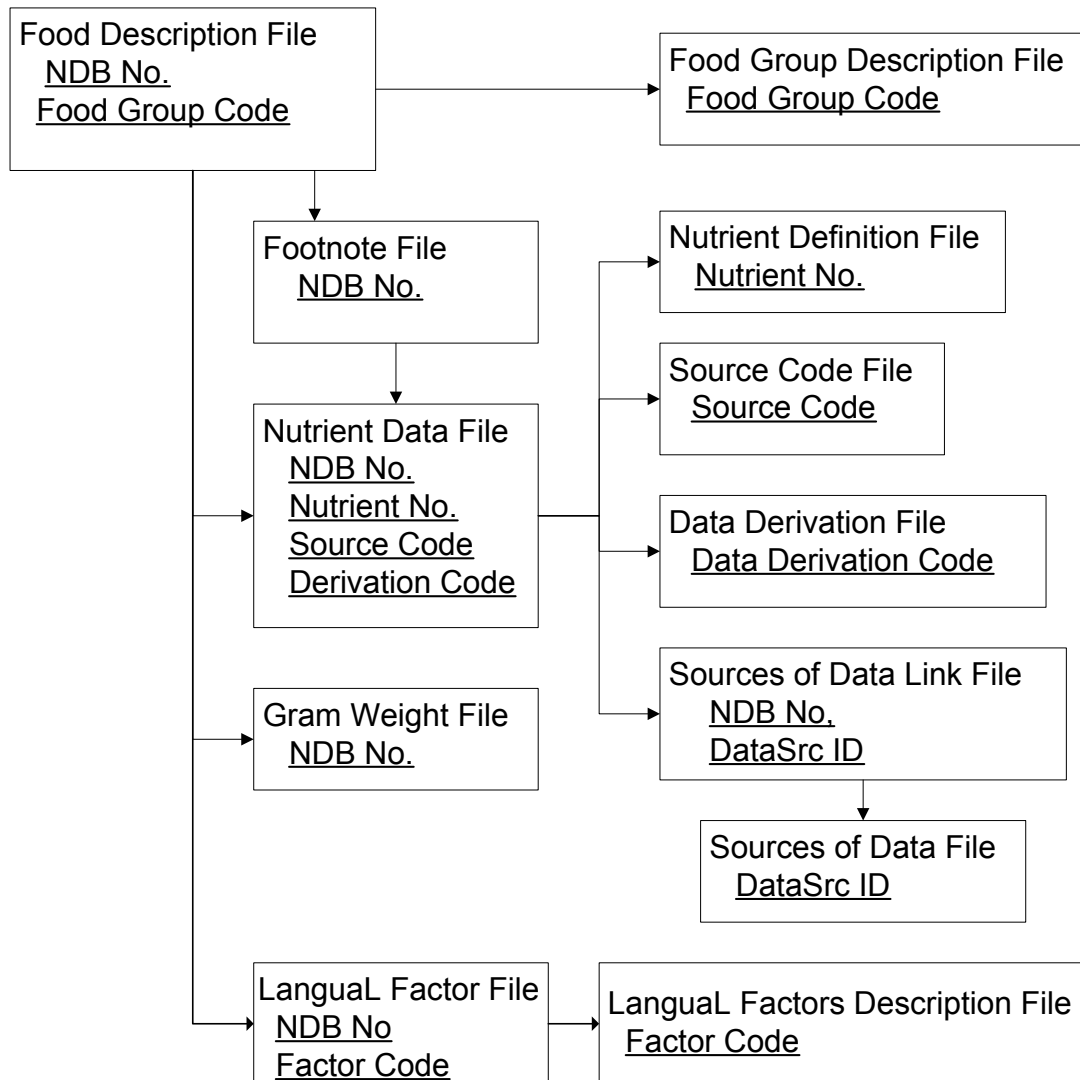 Food Description File
NDB No.
Food Group Code
Food Group Description File
Food Group Code
Footnote File
NDB No.
Nutrient Definition File
Nutrient No.
Source Code File
Source Code
Nutrient Data File
NDB No.
Nutrient No.
Source Code
Derivation Code
Data Derivation File
Data Derivation Code
Sources of Data Link File
NDB No,
DataSrc ID
Gram Weight File
NDB No.
Sources of Data File
DataSrc ID
LanguaL Factor File
NDB No
Factor Code
LanguaL Factors Description File
Factor Code